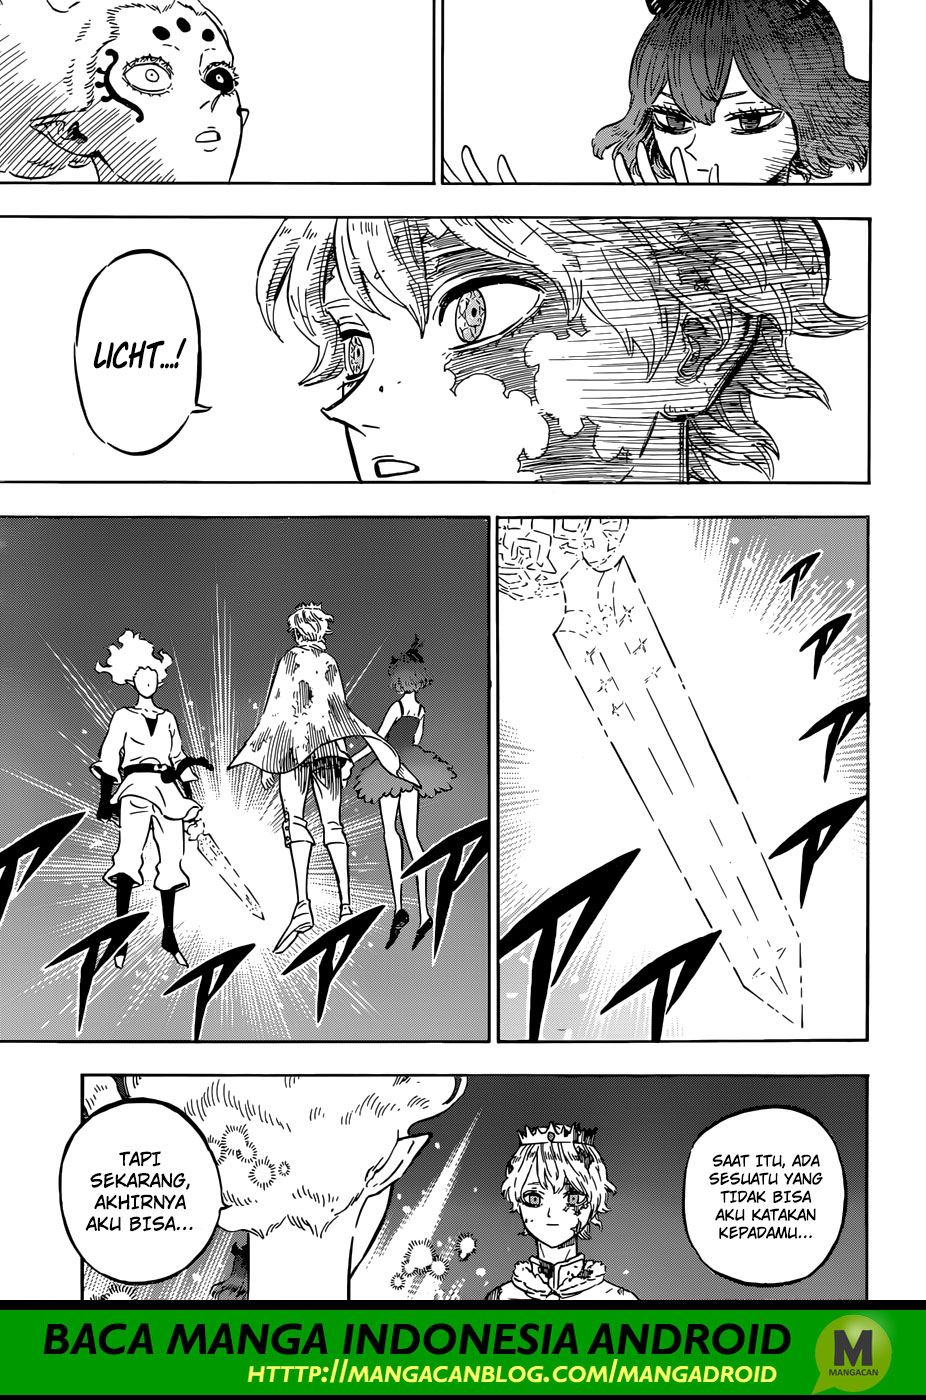 LICHT...!
SAAT ITU, ADA
SESUATU YANG
TIDAK BISA
AKU KATAKAN
KEPADAMU...
TAPI
SEKARANG,
AKHIRNYA
AKU BISA...
BACA MANGA INDONESIA ANDROID
HTTTP://MANGACANBLOG.COM/MANGADROID
M
MANGACAN